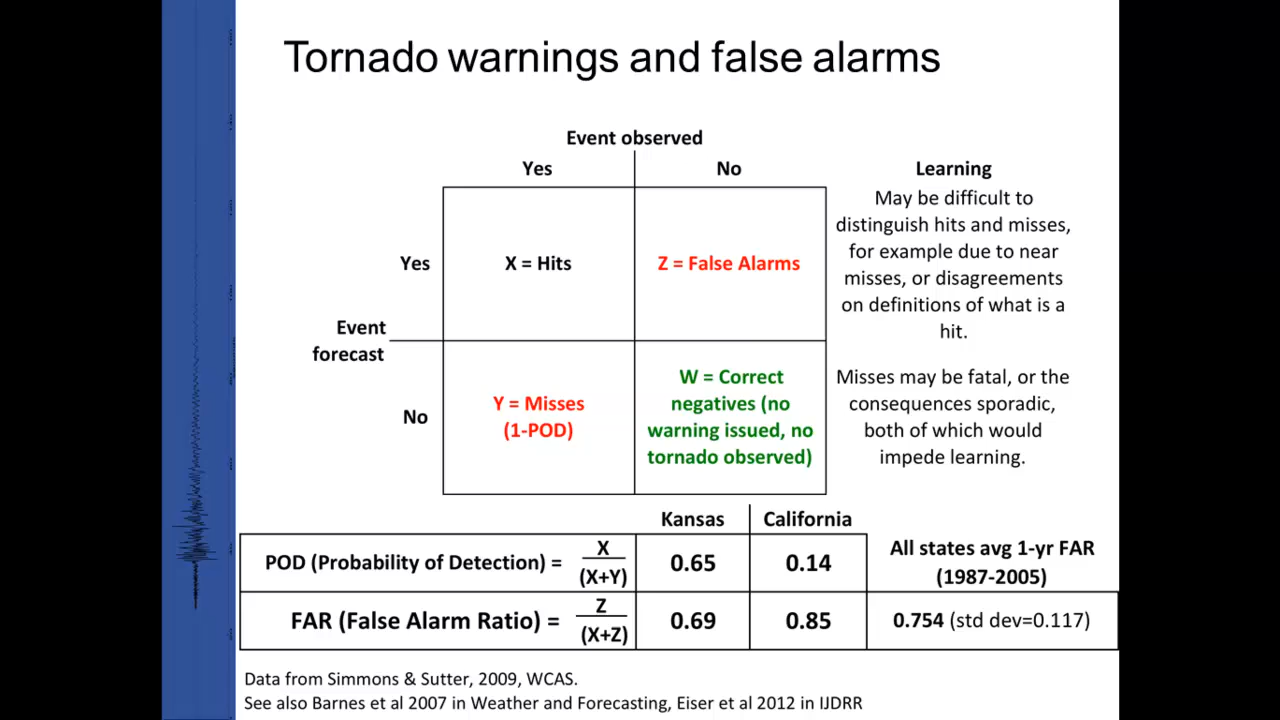 Tornado warnings and false alarms
Event observed
Yes
No
Learning
May be difficult to
distinguish hits and misses,
for example due to near
misses, or disagreements
on definitions of what is a
hit.
Yes
X = Hits
Z = False Alarms
Event
forecast
No
Y = Misses
(1-POD)
W = Correct
negatives (no
warning issued, no
tornado observed)
Misses may be fatal, or the
consequences sporadic,
both of which would
impede learning.
Kansas
California
POD (Probability of Detection) =
X
(X+Y)
0.65
0.14
All states avg 1-yr FAR
(1987-2005)
FAR (False Alarm Ratio) =
Z
(X+Z)
0.69
0.85
0.754 (std dev=0.117)
Data from Simmons & Sutter, 2009, WCAS.
See also Barnes et al 2007 in Weather and Forecasting, Eiser et al 2012 in IJDRR